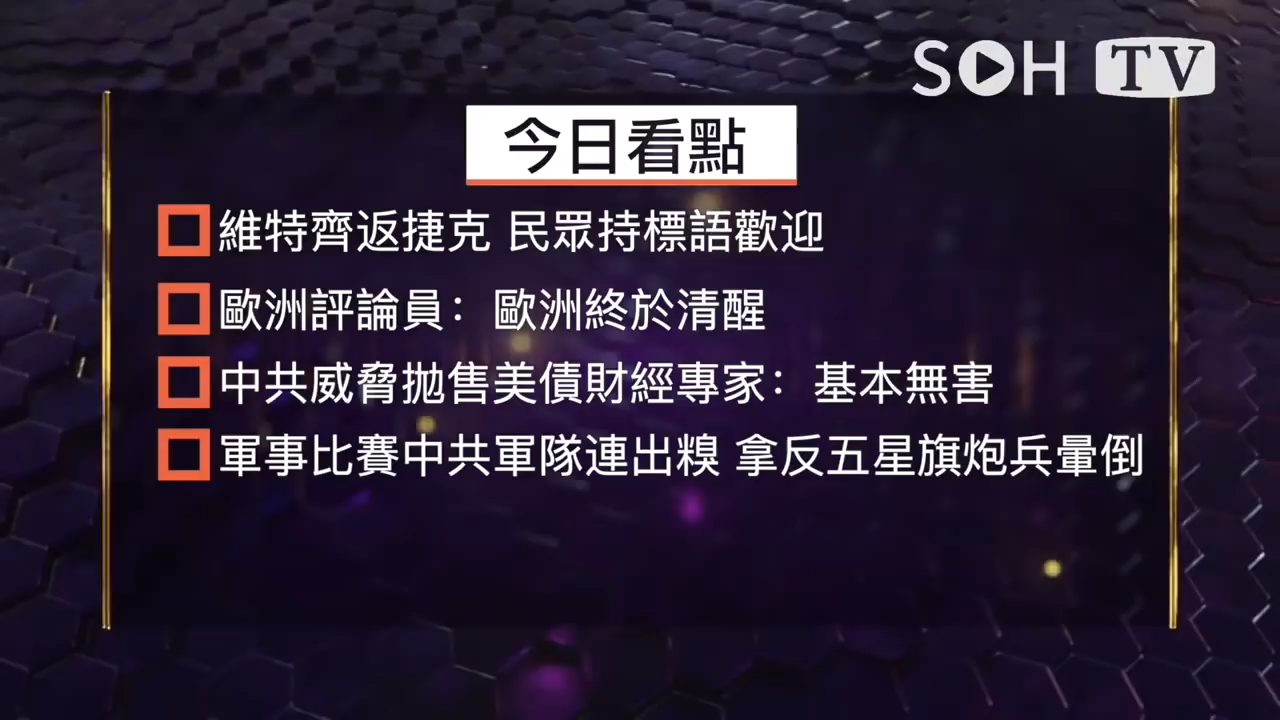 SOH TV
今日看點
維特齊返捷克 民眾持標語歡迎
歐洲評論員：歐洲終於清醒
中共威脅拋售美債財經專家：基本無害
軍事比賽中共軍隊連出糗 拿反五星旗炮兵暈倒